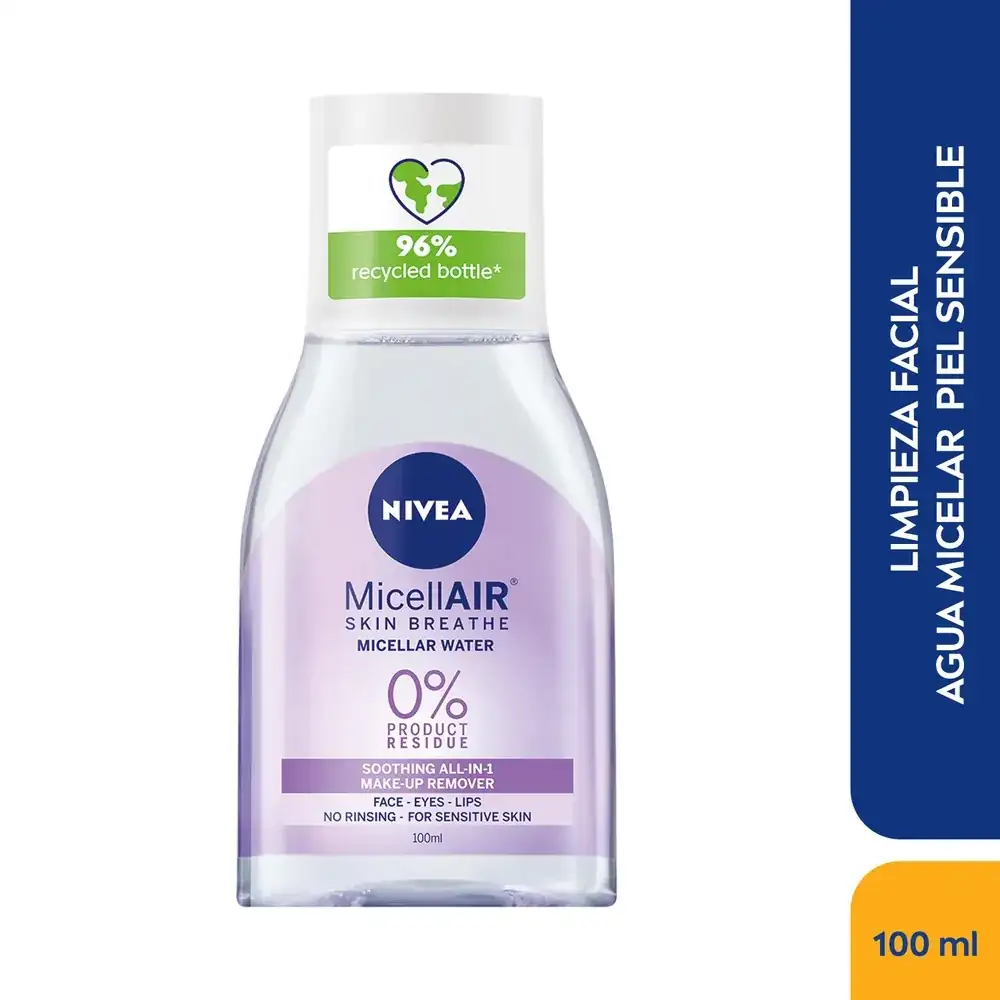 96%
recycled bottle*
NIVEA
MicellAIR®
SKIN BREATHE
MICELLAR WATER
0%
PRODUCT
RESIDUE
SOOTHING ALL-IN-1
MAKE-UP REMOVER
FACE - EYES - LIPS
NO RINSING - FOR SENSITIVE SKIN
100ml
LIMPIEZA FACIAL
AGUA MICELAR PIEL SENSIBLE
100 ml